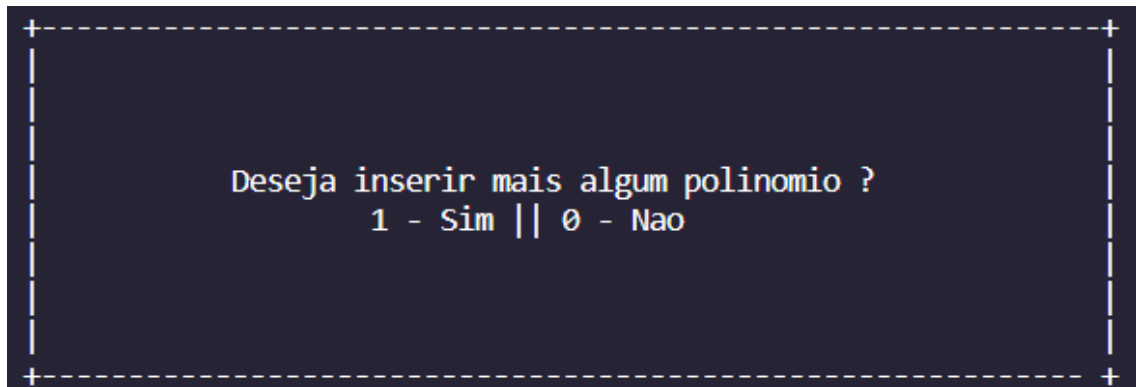 Deseja inserir mais algum polinomio ?
1 - Sim || 0 - Nao